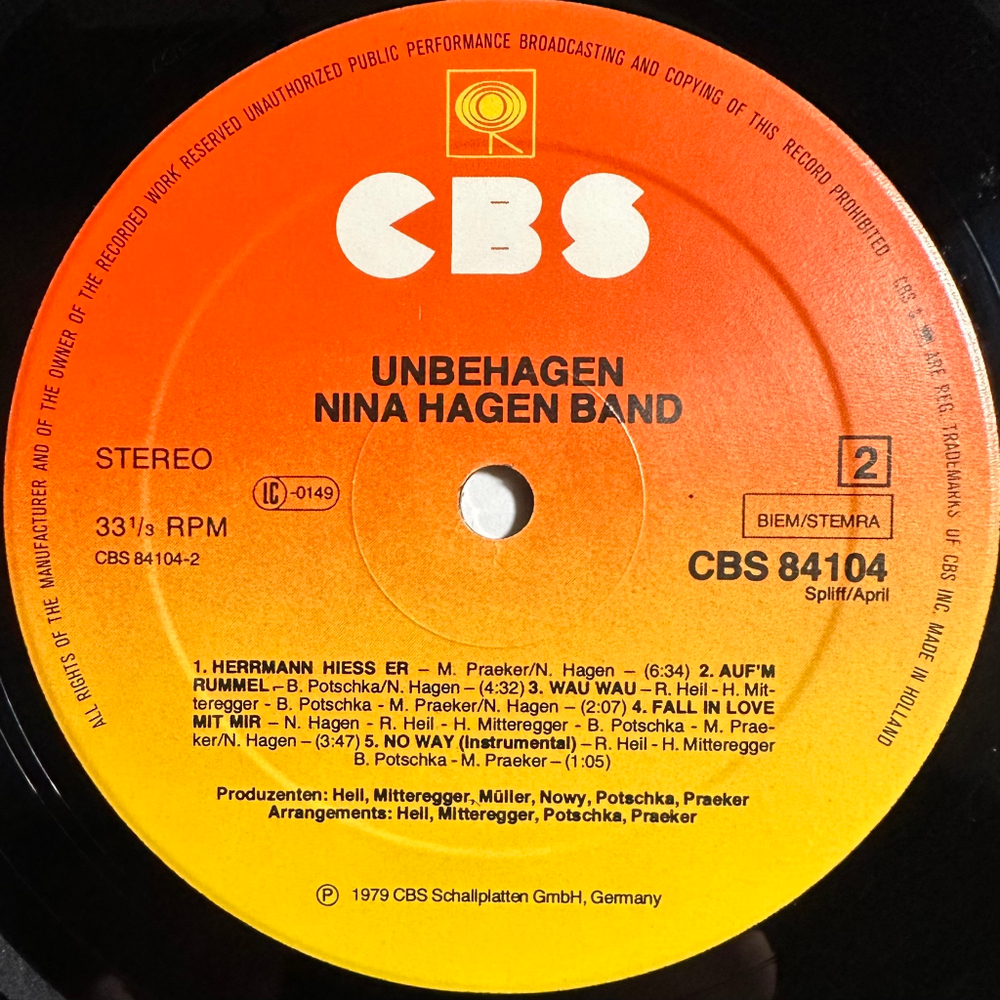 ALL RIGHTS OF THE MANUFACTURER AND OF THE OWNER OF THE RECORDED WORK RESERVED UNAUTHORIZED PUBLIC PERFORMANCE BROADCASTING AND COPYING OF THIS RECORD PROHIBITED
CBS & ARE REG. TRADEMARKS OF CBS INC. MADE IN HOLLAND
CBS
UNBEHAGEN
NINA HAGEN BAND
STEREO
2
LC -0149
BIEM/STEMRA
33 1/3 RPM
CBS 84104-2
CBS 84104
Spliff/April
1. HERRMANN HIESS ER – M. Praeker/N. Hagen – (6:34) 2. AUF'M
RUMMEL – B. Potschka/N. Hagen – (4:32) 3. WAU WAU – R. Heil - H. Mit-
teregger - B. Potschka - M. Praeker/N. Hagen – (2:07) 4. FALL IN LOVE
MIT MIR – N. Hagen - R. Heil - H. Mitteregger - B. Potschka - M. Prae-
ker/N. Hagen – (3:47) 5. NO WAY (Instrumental) – R. Heil - H. Mitteregger
B. Potschka - M. Praeker – (1:05)
Produzenten: Heil, Mitteregger, Müller, Nowy, Potschka, Praeker
Arrangements: Heil, Mitteregger, Potschka, Praeker
Ⓟ 1979 CBS Schallplatten GmbH, Germany